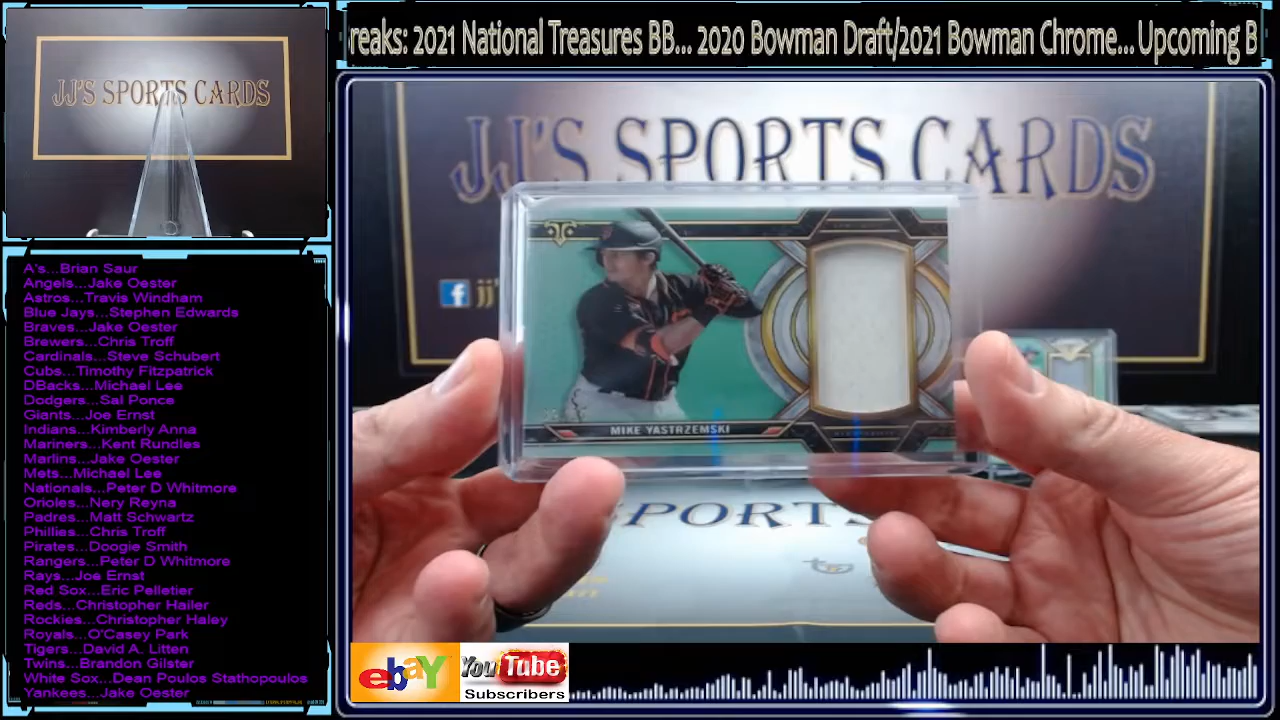 reaks: 2021 National Treasures BB... 2020 Bowman Draft/2021 Bowman Chrome... Upcoming B
JJ'S SPORTS CARDS
JJ'S SPORTS CARDS
jj
MIKE YASTRZEMSKI
SPORTS
A's...Brian Saur
Angels...Jake Oester
Astros...Travis Windham
Blue Jays...Stephen Edwards
Braves...Jake Oester
Brewers...Chris Troff
Cardinals...Steve Schubert
Cubs...Timothy Fitzpatrick
DBacks...Michael Lee
Dodgers...Sal Ponce
Giants...Joe Ernst
Indians...Kimberly Anna
Mariners...Kent Rundles
Marlins...Jake Oester
Mets...Michael Lee
Nationals...Peter D Whitmore
Orioles...Nery Reyna
Padres...Matt Schwartz
Phillies...Chris Troff
Pirates...Doogie Smith
Rangers...Peter D Whitmore
Rays...Joe Ernst
Red Sox...Eric Pelletier
Reds...Christopher Hailer
Rockies...Christopher Haley
Royals...O'Casey Park
Tigers...David A. Litten
Twins...Brandon Gilster
White Sox...Dean Poulos Stathopoulos
Yankees...Jake Oester
ebaY
YouTube
Subscribers